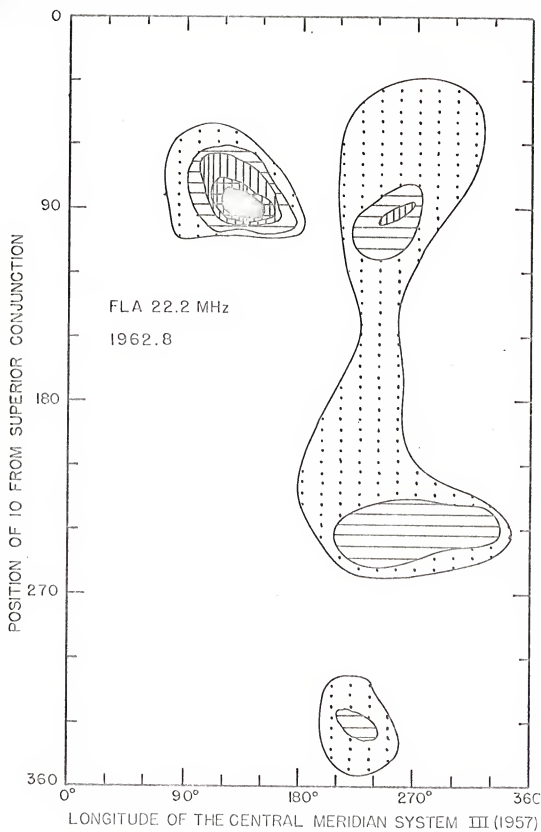 0
90
180
270
360
POSITION OF IO FROM SUPERIOR CONJUNCTION
FLA 22.2 MHz
1962.8
0° 90° 180° 270° 360
LONGITUDE OF THE CENTRAL MERIDIAN SYSTEM III (1957)